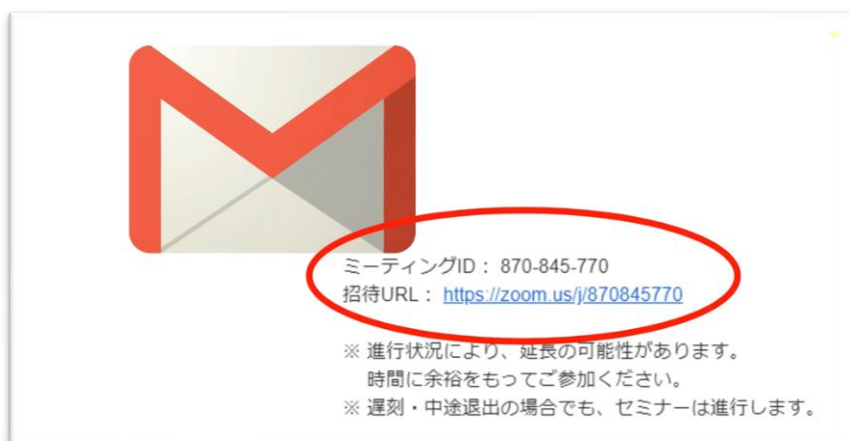 ミーティングID： 870-845-770
招待URL： https://zoom.us/j/870845770
※ 進行状況により、延長の可能性があります。
時間に余裕をもってご参加ください。
※ 遅刻・中途退出の場合でも、セミナーは進行します。